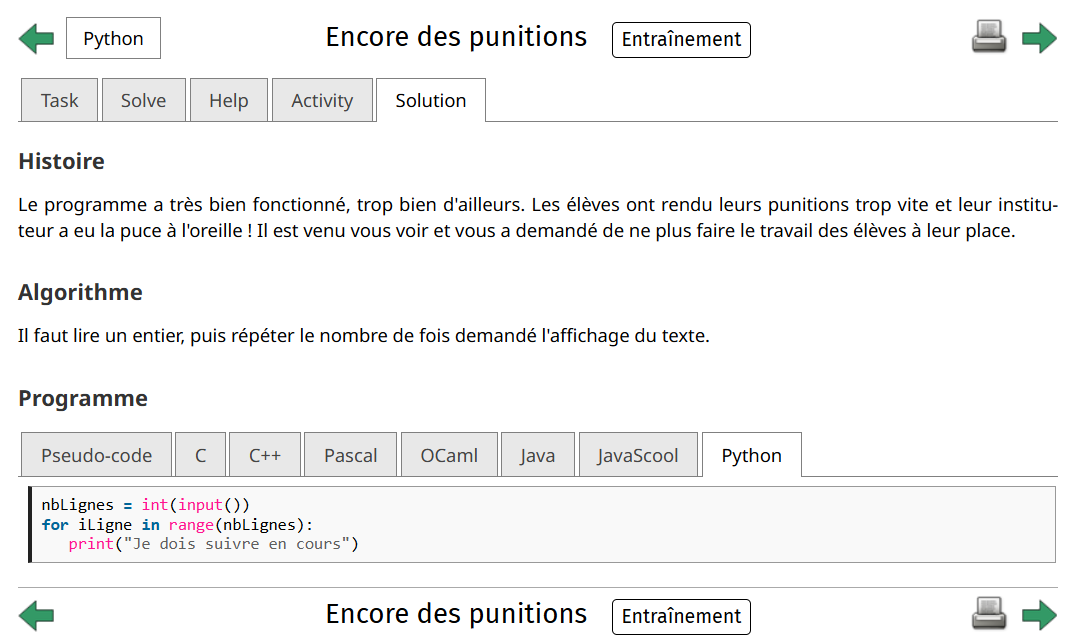 Python
Encore des punitions
Entraînement
Task
Solve
Help
Activity
Solution
Histoire
Le programme a très bien fonctionné, trop bien d'ailleurs. Les élèves ont rendu leurs punitions trop vite et leur institu-
teur a eu la puce à l'oreille ! Il est venu vous voir et vous a demandé de ne plus faire le travail des élèves à leur place.
Algorithme
Il faut lire un entier, puis répéter le nombre de fois demandé l'affichage du texte.
Programme
Pseudo-code
C
C++
Pascal
OCaml
Java
JavaScool
Python
nbLignes = int(input())
for iLigne in range(nbLignes):
   print("Je dois suivre en cours")
Encore des punitions
Entraînement